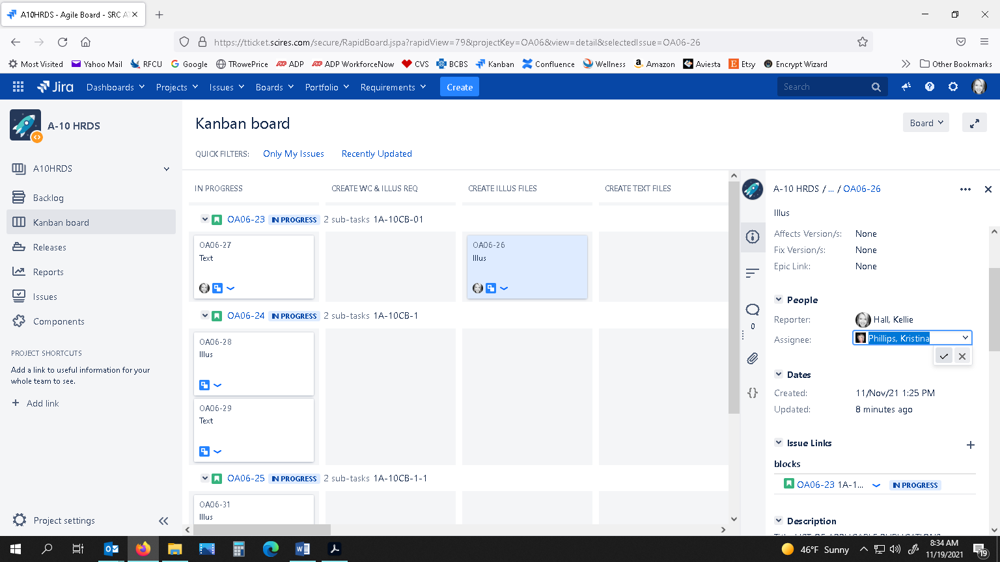 A10HRDS - Agile Board - SRC AT
https://tticket.scires.com/secure/RapidBoard.jspa?rapidView=79&projectKey=OA06&view=detail&selectedIssue=OA06-26
Most Visited Yahoo Mail RFCU Google TRowePrice ADP ADP WorkforceNow CVS BCBS Kanban Confluence Wellness Amazon Aviesta Etsy Encrypt Wizard Other Bookmarks
Jira Dashboards Projects Issues Boards Portfolio Requirements Create Search
A-10 HRDS
A10HRDS
Backlog
Kanban board
Releases
Reports
Issues
Components
PROJECT SHORTCUTS
Add a link to useful information for your
whole team to see.
+ Add link
Project settings
Kanban board
Board
QUICK FILTERS: Only My Issues Recently Updated
IN PROGRESS CREATE WC & ILLUS REQ CREATE ILLUS FILES CREATE TEXT FILES
OA06-23 IN PROGRESS 2 sub-tasks 1A-10CB-01
OA06-27
Text
OA06-26
Illus
OA06-24 IN PROGRESS 2 sub-tasks 1A-10CB-1
OA06-28
Illus
OA06-29
Text
OA06-25 IN PROGRESS 2 sub-tasks 1A-10CB-1-1
OA06-31
Illus
0
A-10 HRDS / ... / OA06-26
Illus
Affects Version/s: None
Fix Version/s: None
Epic Link: None
People
Reporter: Hall, Kellie
Assignee: Phillips, Kristina
Dates
Created: 11/Nov/21 1:25 PM
Updated: 8 minutes ago
Issue Links
blocks
OA06-23 1A-1... IN PROGRESS
Description
Title: LIST OF APPLICABLE PUBLICATIONS
46°F Sunny
8:34 AM
11/19/2021
19